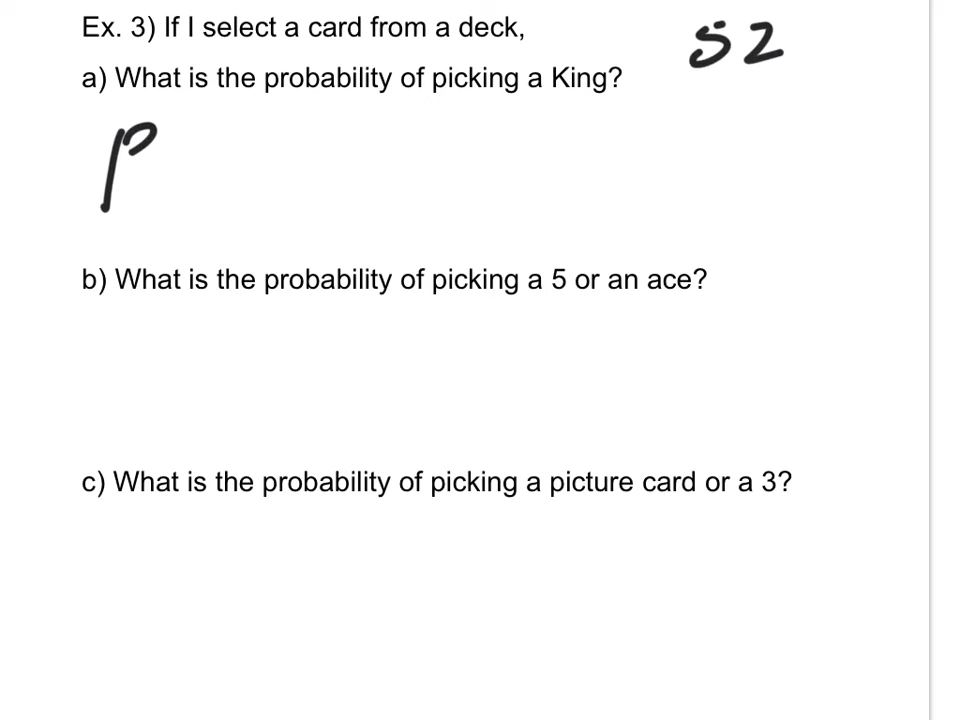 Ex. 3) If I select a card from a deck,
52
a) What is the probability of picking a King?
P
b) What is the probability of picking a 5 or an ace?
c) What is the probability of picking a picture card or a 3?